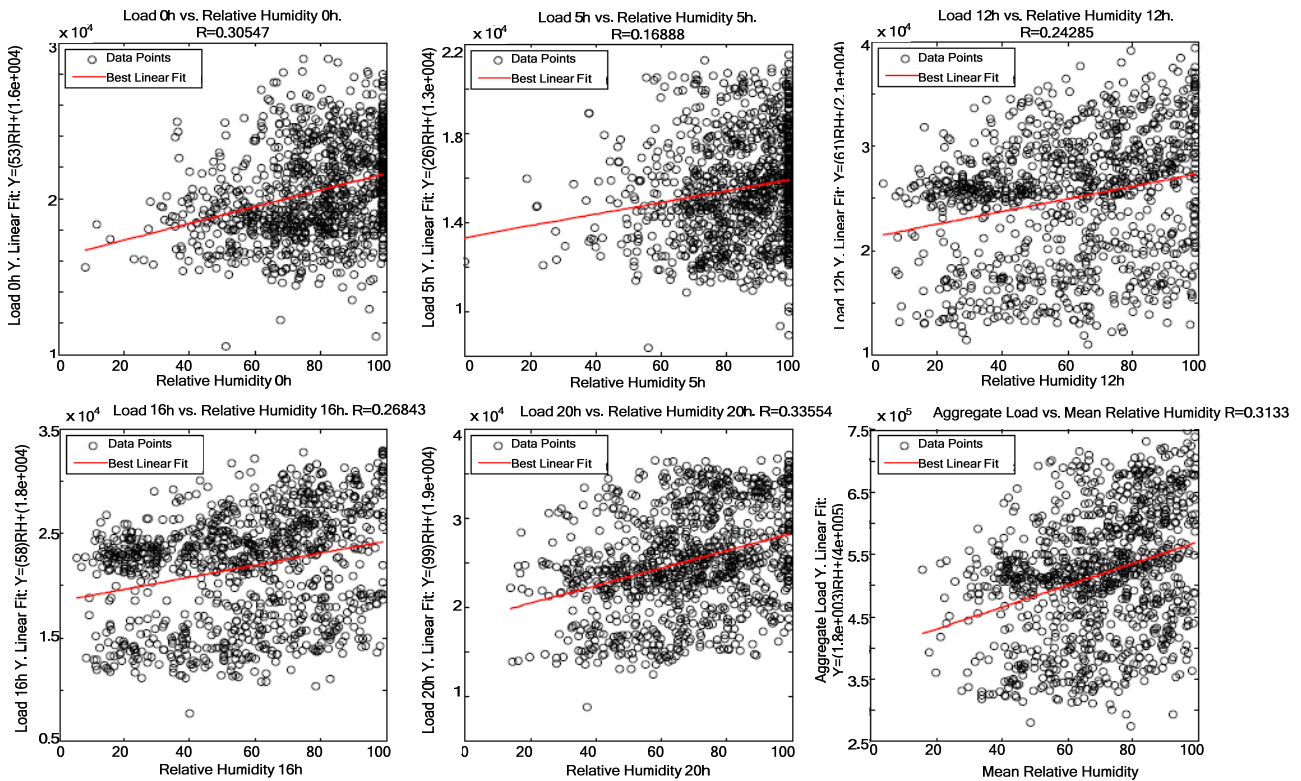 Load 0h vs. Relative Humidity 0h.
R=0.30547
x 10^4
Data Points
Best Linear Fit
Load 0h Y. Linear Fit: Y=(53)RH+(1.6e+004)
3
2
1
0 20 40 60 80 100
Relative Humidity 0h
Load 5h vs. Relative Humidity 5h.
R=0.16888
x 10^4
Data Points
Best Linear Fit
Load 5h Y. Linear Fit: Y=(26)RH+(1.3e+004)
2.2
1.8
1.4
1
0 20 40 60 80 100
Relative Humidity 5h
Load 12h vs. Relative Humidity 12h.
R=0.24285
x 10^4
Data Points
Best Linear Fit
Load 12h Y. Linear Fit: Y=(61)RH+(2.1e+004)
4
3
2
1
0 20 40 60 80 100
Relative Humidity 12h
Load 16h vs. Relative Humidity 16h. R=0.26843
x 10^4
Data Points
Best Linear Fit
Load 16h Y. Linear Fit: Y=(58)RH+(1.8e+004)
3.5
2.5
1.5
0.5
0 20 40 60 80 100
Relative Humidity 16h
Load 20h vs. Relative Humidity 20h. R=0.33554
x 10^4
Data Points
Best Linear Fit
Load 20h Y. Linear Fit: Y=(99)RH+(1.9e+004)
4
3
2
1
0 20 40 60 80 100
Relative Humidity 20h
Aggregate Load vs. Mean Relative Humidity R=0.3133
x 10^5
Data Points
Best Linear Fit
Aggregate Load Y. Linear Fit:
Y=(1.8e+003)RH+(4e+005)
7.5
6.5
5.5
4.5
3.5
2.5
0 20 40 60 80 100
Mean Relative Humidity